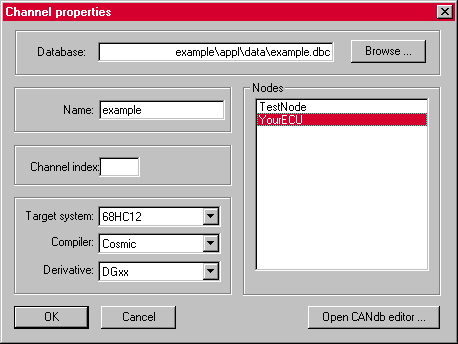 Channel properties
Database: example\appl\data\example.dbc Browse ...
Name: example
Channel index:
Target system: 68HC12
Compiler: Cosmic
Derivative: DGxx
Nodes
TestNode
YourECU
OK Cancel Open CANdb editor ...